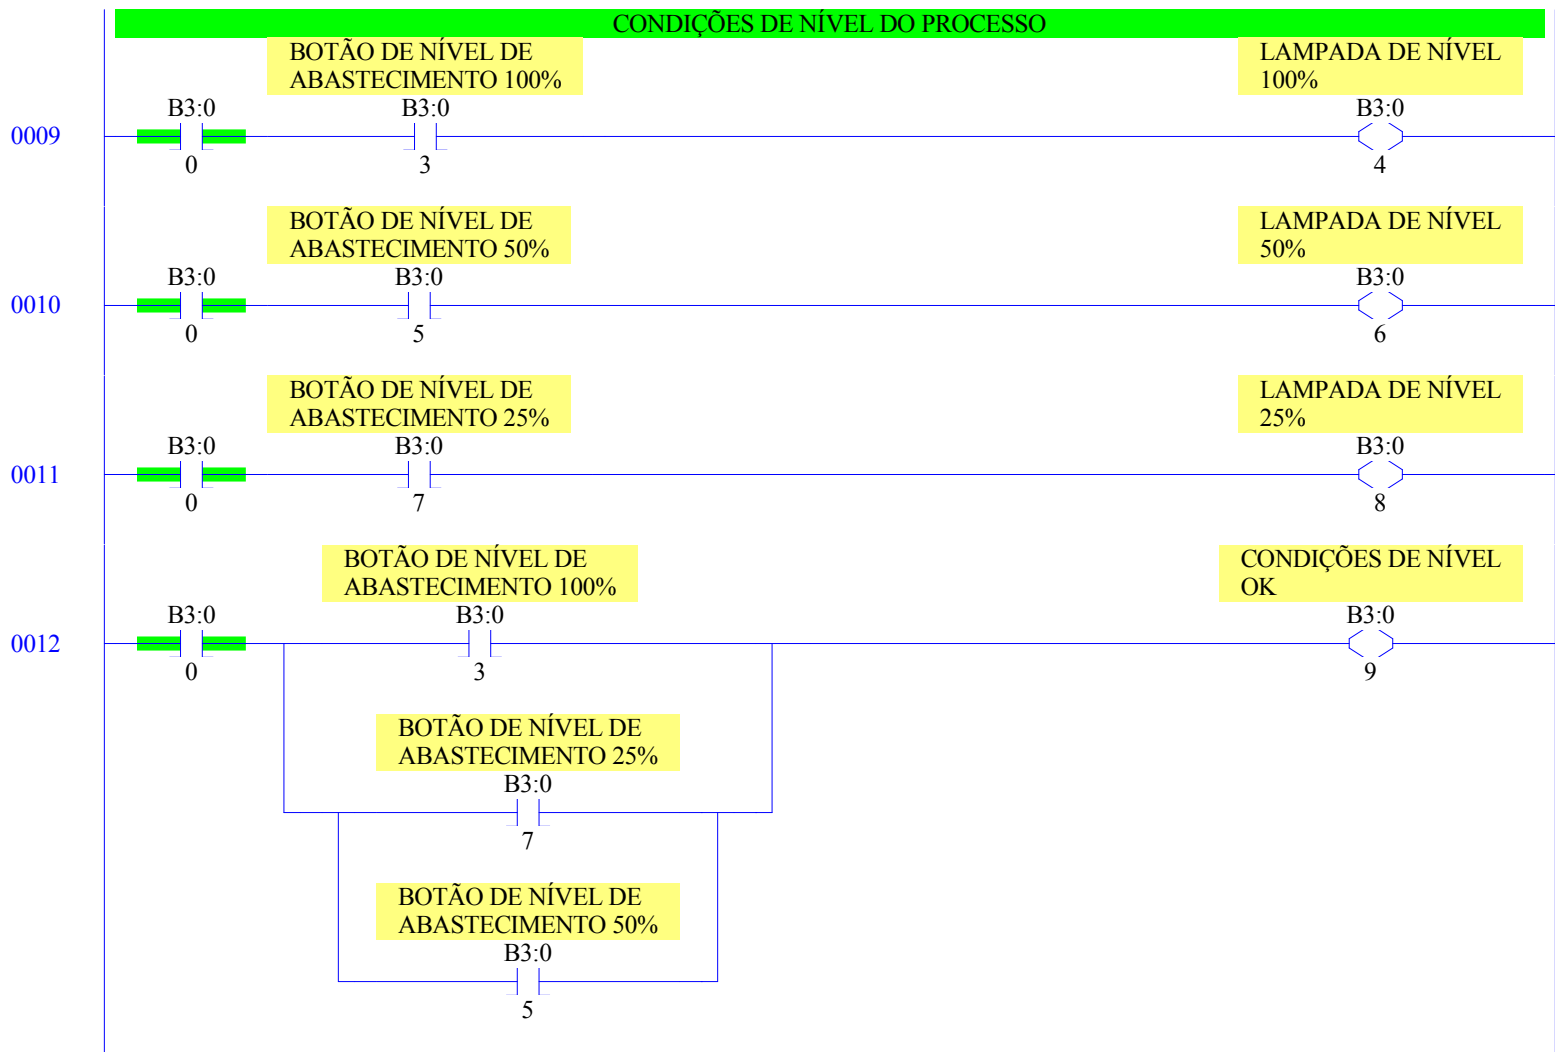 CONDIÇÕES DE NÍVEL DO PROCESSO
BOTÃO DE NÍVEL DE
ABASTECIMENTO 100%
LAMPADA DE NÍVEL
100%
B3:0
B3:0
B3:0
0009
0
3
4
BOTÃO DE NÍVEL DE
ABASTECIMENTO 50%
LAMPADA DE NÍVEL
50%
B3:0
B3:0
B3:0
0010
0
5
6
BOTÃO DE NÍVEL DE
ABASTECIMENTO 25%
LAMPADA DE NÍVEL
25%
B3:0
B3:0
B3:0
0011
0
7
8
BOTÃO DE NÍVEL DE
ABASTECIMENTO 100%
CONDIÇÕES DE NÍVEL
OK
B3:0
B3:0
B3:0
0012
0
3
9
BOTÃO DE NÍVEL DE
ABASTECIMENTO 25%
B3:0
7
BOTÃO DE NÍVEL DE
ABASTECIMENTO 50%
B3:0
5